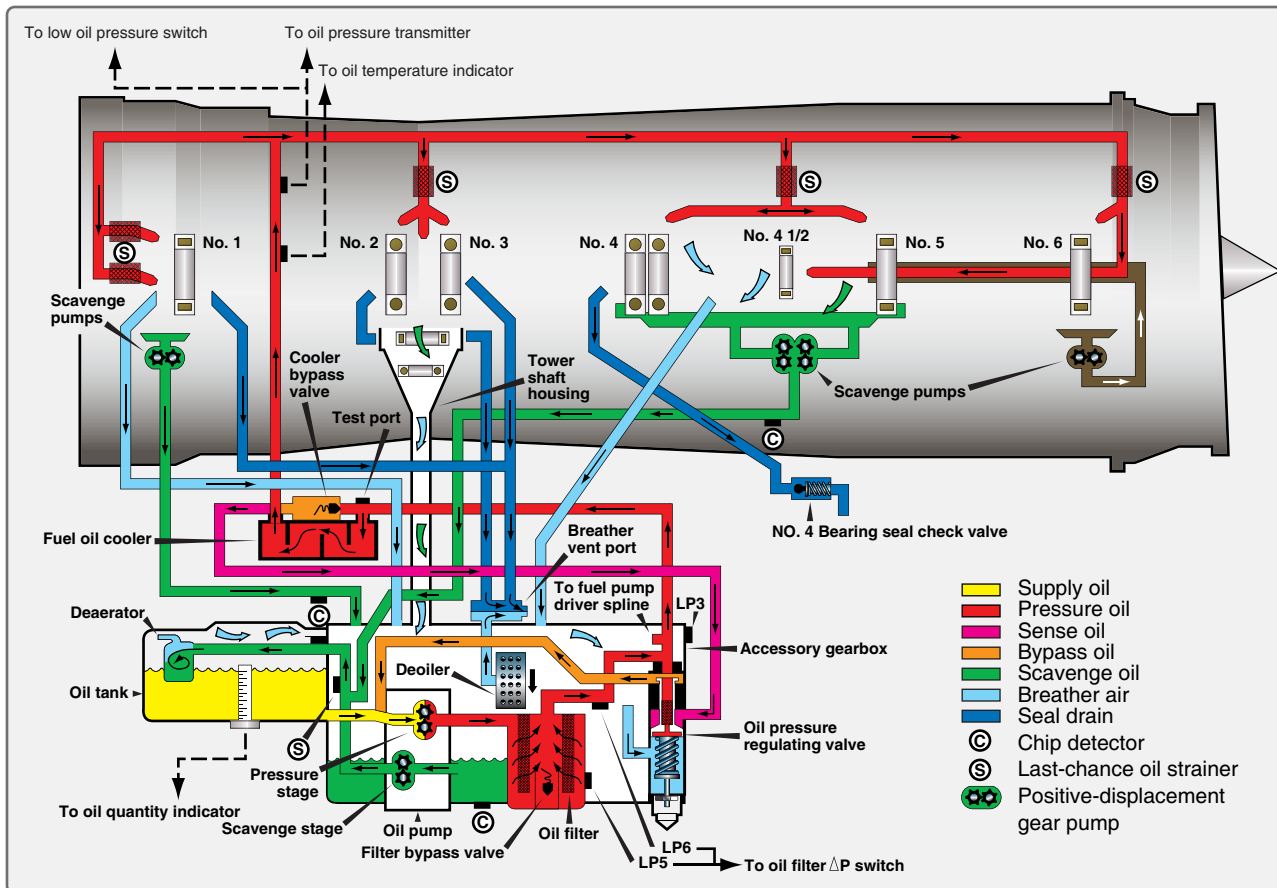 To low oil pressure switch
To oil pressure transmitter
To oil temperature indicator
S
S
S
No. 1
No. 2
No. 3
No. 4
No. 4 1/2
No. 5
No. 6
S
Scavenge
pumps
Cooler
bypass
valve
Test port
Tower
shaft
housing
Scavenge pumps
C
Fuel oil cooler
NO. 4 Bearing seal check valve
Breather
vent port
To fuel pump
driver spline
LP3
Deaerator
C
Accessory gearbox
Oil tank
Deoiler
Oil pressure
regulating valve
S
Pressure
stage
To oil quantity indicator
Scavenge stage
Oil pump
C
Filter bypass valve
Oil filter
LP6
LP5
To oil filter ΔP switch
Supply oil
Pressure oil
Sense oil
Bypass oil
Scavenge oil
Breather air
Seal drain
C Chip detector
S Last-chance oil strainer
Positive-displacement
gear pump